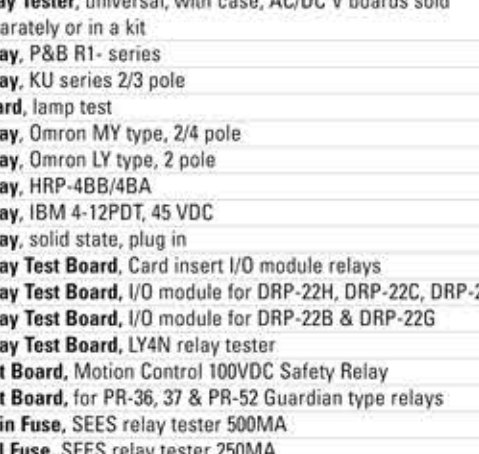 ay Tester, universal, with case, AC/DC V boards sold
arately or in a kit
ay, P&B R1- series
ay, KU series 2/3 pole
ard, lamp test
ay, Omron MY type, 2/4 pole
ay, Omron LY type, 2 pole
ay, HRP-4BB/4BA
ay, IBM 4-12PDT, 45 VDC
ay, solid state, plug in
ay Test Board, Card insert I/O module relays
ay Test Board, I/O module for DRP-22H, DRP-22C, DRP-2
ay Test Board, I/O module for DRP-22B & DRP-22G
ay Test Board, LY4N relay tester
t Board, Motion Control 100VDC Safety Relay
t Board, for PR-36, 37 & PR-52 Guardian type relays
in Fuse, SEES relay tester 500MA
l Fuse, SEES relay tester 250MA